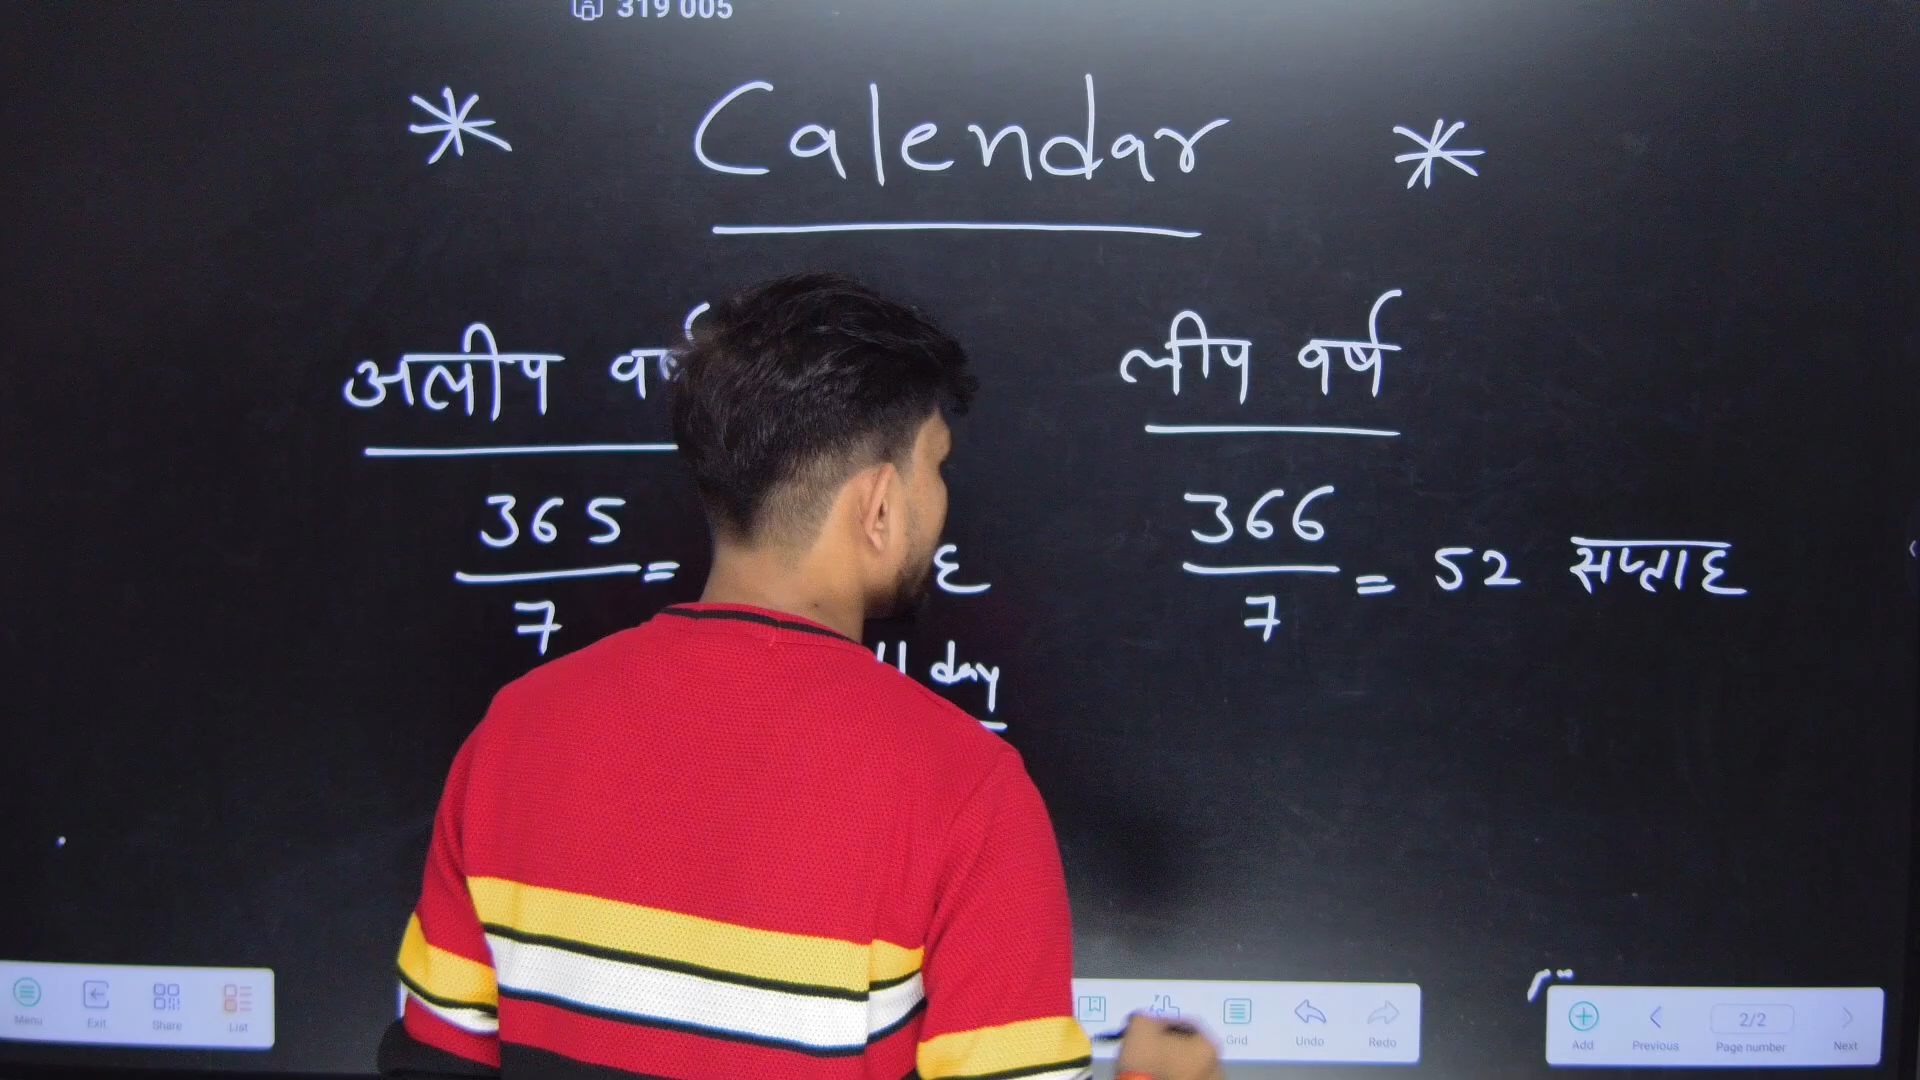 319 005
* Calendar *
अलीप
लीप वर्ष
365
7
=
366
7
= 52 सप्ताह
day
Menu Exit Share List
Grid Undo Redo
Add Previous 2/2 Page number Next